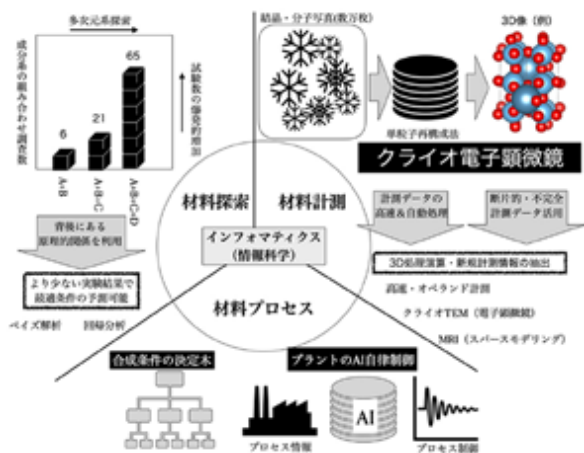 多次元系探索
成分系の組み合わせ調査数
6
21
65
A+B
A+B+C
A+B+C+D
試験数の爆発的増加
背後にある
原理的関係を利用
より少ない実験結果で
最適条件の予測可能
ベイズ解析
回帰分析
結晶・分子写真(数万枚)
単粒子再構成法
3D像（例）
クライオ電子顕微鏡
計測データの
高速&自動処理
断片的・不完全
計測データ活用
3D処理演算・新規計測情報の抽出
高速・オペランド計測
クライオTEM（電子顕微鏡）
MRI（スパースモデリング）
材料探索
材料計測
インフォマティクス
（情報科学）
材料プロセス
合成条件の決定木
プラントのAI自律制御
プロセス情報
AI
プロセス制御